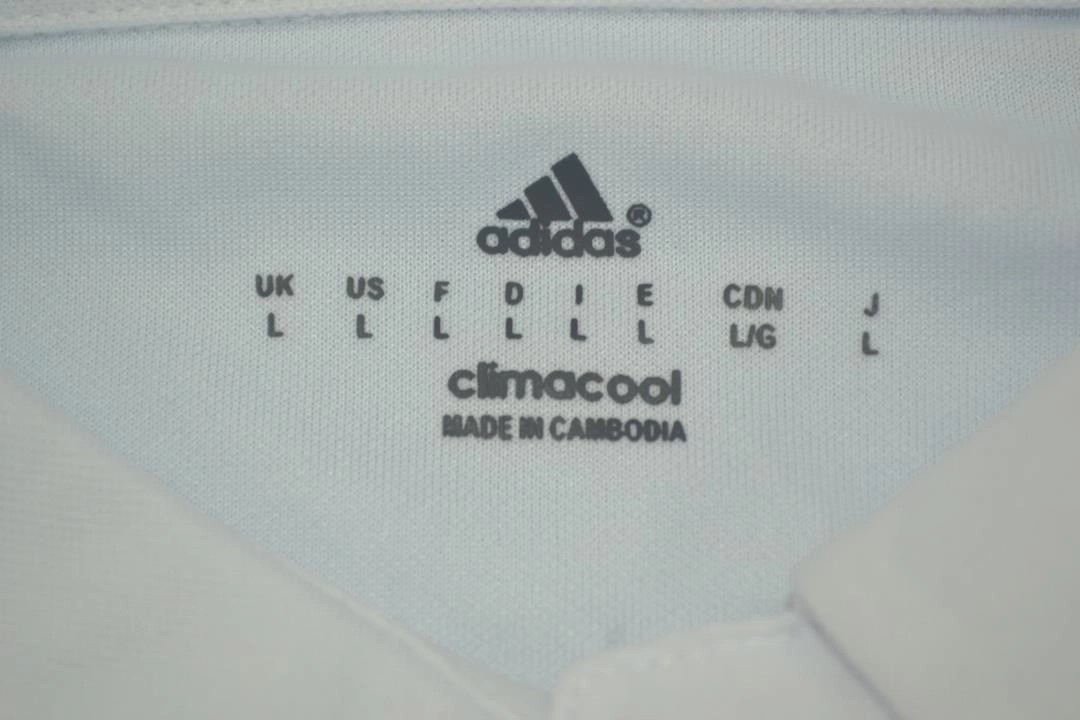 adidas®
UK US F D I E CDN J
L L L L L L L/G L
climacool
MADE IN CAMBODIA